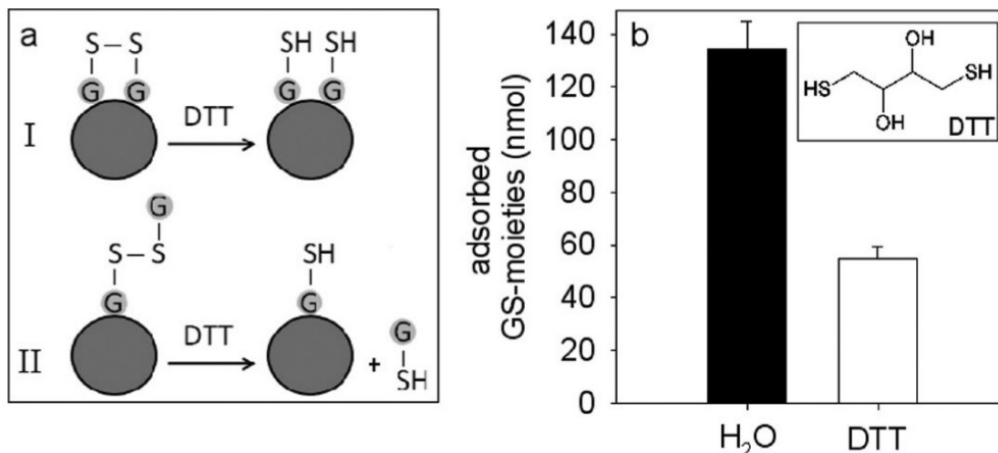 a
S – S
G G
DTT
SH SH
G G
I
G
S – S
G
DTT
SH
G
+
G
SH
II
b
adsorbed
GS-moieties (nmol)
140
120
100
80
60
40
20
0
H₂O
DTT
OH
HS
SH
OH
DTT